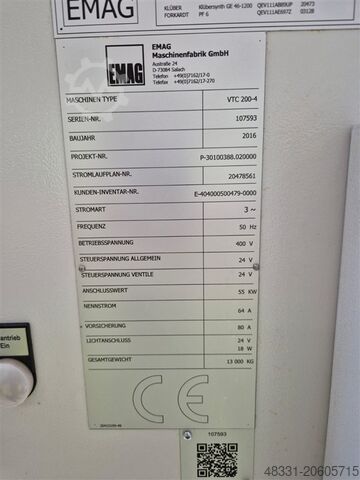 EMAG
KLÜBER Klübersynth GE 46-1200 20473
FORKARDT PF 6 03128
EMAG
EMAG
Maschinenfabrik GmbH
Austraße 24
D-73084 Salach
Telefon +49(0)7162/17-0
Telefax +49(0)7162/17-270
MASCHINEN TYPE VTC 200-4
SERIEN-NR. 107593
BAUJAHR 2016
PROJEKT-NR. P-30100388.020000
STROMLAUFPLAN-NR. 20478561
KUNDEN-INVENTAR-NR. E-404000500479-0000
STROMART 3 ~
FREQUENZ 50 Hz
BETRIEBSSPANNUNG 400 V
STEUERSPANNUNG ALLGEMEIN 24 V
STEUERSPANNUNG VENTILE 24 V
ANSCHLUSSWERT 55 KW
NENNSTROM 64 A
VORSICHERUNG 80 A
LICHTANSCHLUSS 24 V
18 W
GESAMTGEWICHT 13 000 KG
CE
antrieb
Ein
107593
48331-20605715